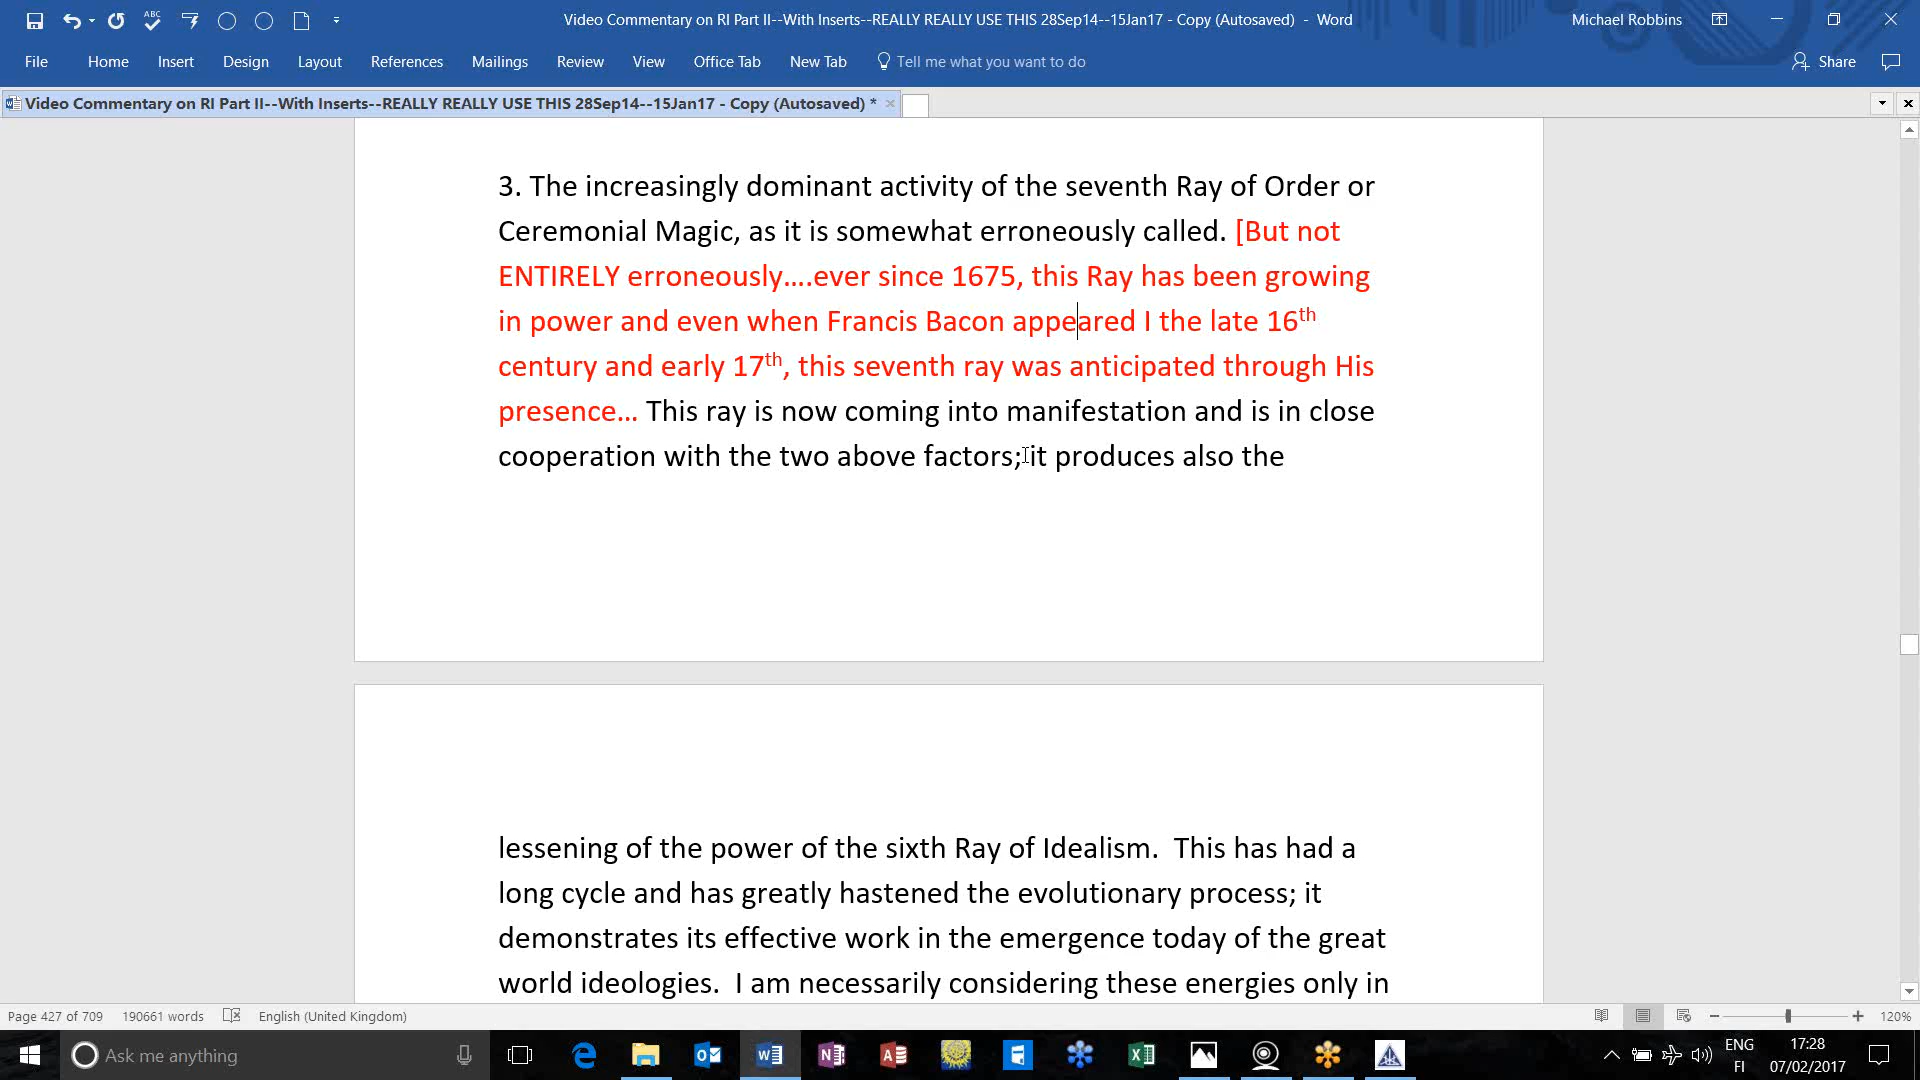 Video Commentary on RI Part II--With Inserts--REALLY REALLY USE THIS 28Sep14--15Jan17 - Copy (Autosaved) - Word
Michael Robbins
File Home Insert Design Layout References Mailings Review View Office Tab New Tab Tell me what you want to do Share
Video Commentary on RI Part II--With Inserts--REALLY REALLY USE THIS 28Sep14--15Jan17 - Copy (Autosaved) *
3. The increasingly dominant activity of the seventh Ray of Order or
Ceremonial Magic, as it is somewhat erroneously called. [But not
ENTIRELY erroneously….ever since 1675, this Ray has been growing
in power and even when Francis Bacon appeared I the late 16th
century and early 17th, this seventh ray was anticipated through His
presence… This ray is now coming into manifestation and is in close
cooperation with the two above factors; it produces also the
lessening of the power of the sixth Ray of Idealism. This has had a
long cycle and has greatly hastened the evolutionary process; it
demonstrates its effective work in the emergence today of the great
world ideologies. I am necessarily considering these energies only in
Page 427 of 709 190661 words English (United Kingdom) 120%
Ask me anything
ENG 17:28
FI 07/02/2017